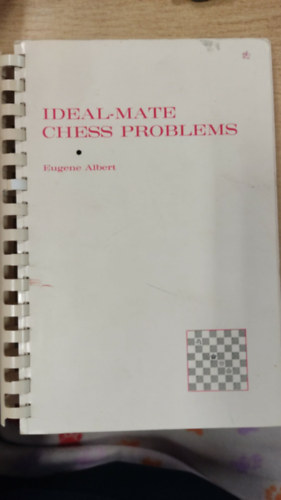 IDEAL-MATE
CHESS PROBLEMS
Eugene Albert